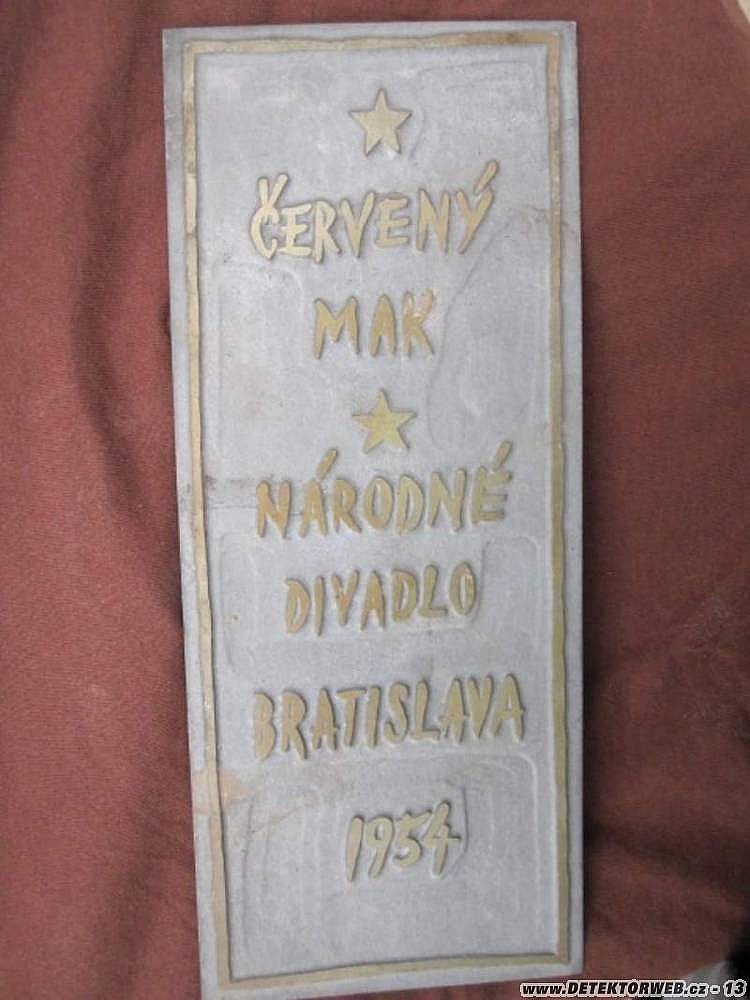 ČERVENÝ
MAK
NÁRODNÉ
DIVADLO
BRATISLAVA
1954
www.DETEKTORWEB.cz - 13